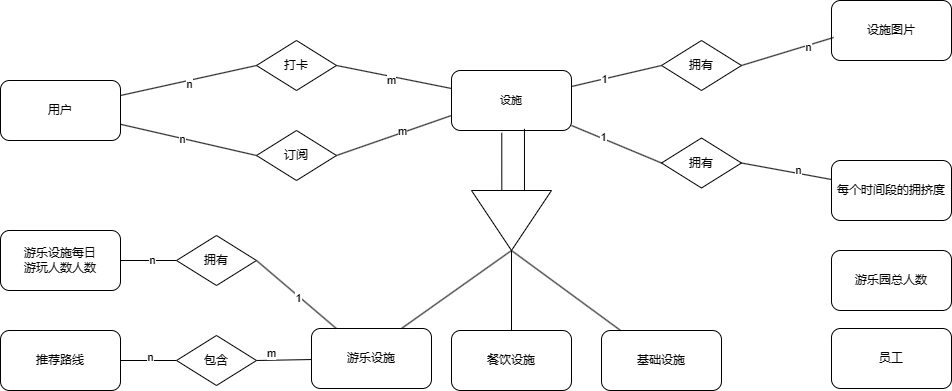 设施图片
打卡
拥有
n
1
n
m
用户
设施
n
m
1
订阅
拥有
n
每个时间段的拥挤度
游乐设施每日
游玩人数人数
n
拥有
1
游乐园总人数
推荐路线
n
包含
m
游乐设施
餐饮设施
基础设施
员工